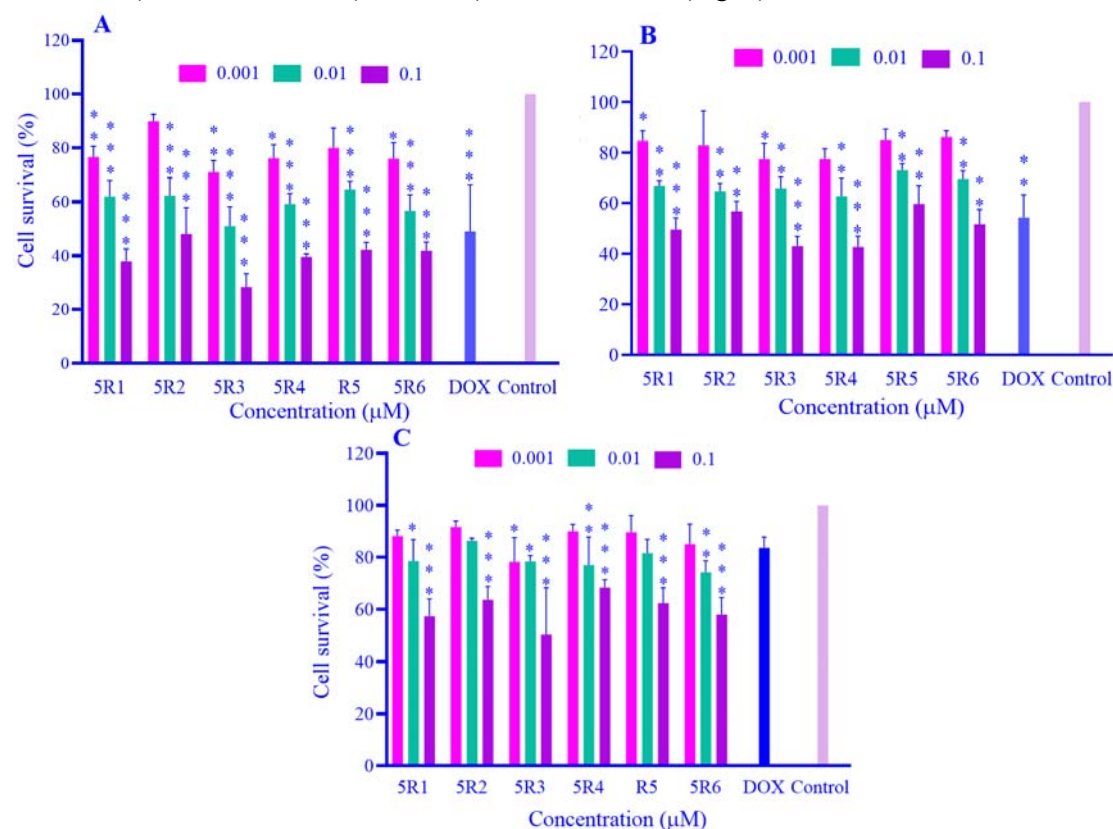 A
0.001 0.01 0.1
120
100
80
60
40
20
0
Cell survival (%)
** *** ***
*** ***
** *** ***
** *** ***
*** ***
** *** ***
***
5R1 5R2 5R3 5R4 R5 5R6 DOX Control
Concentration (μM)
B
0.001 0.01 0.1
120
100
80
60
40
20
0
* ** ***
** **
* ** ***
** ***
** **
** **
**
5R1 5R2 5R3 5R4 5R5 5R6 DOX Control
Concentration (μM)
C
0.001 0.01 0.1
120
100
80
60
40
20
0
Cell survival (%)
* ***
***
* * ***
** ***
***
** ***
5R1 5R2 5R3 5R4 R5 5R6 DOX Control
Concentration (μM)